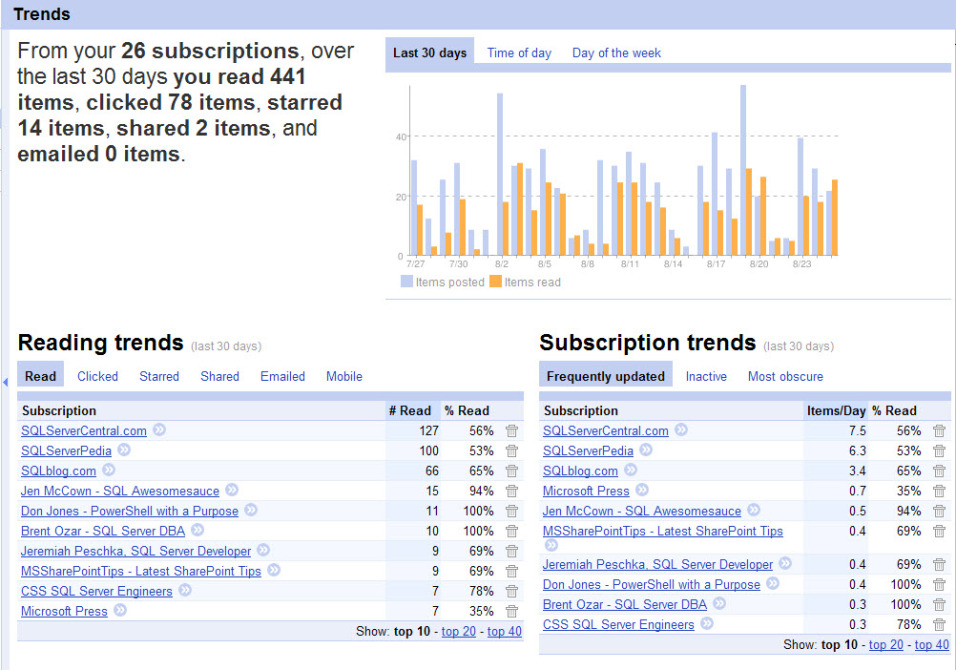 Trends
From your 26 subscriptions, over
the last 30 days you read 441
items, clicked 78 items, starred
14 items, shared 2 items, and
emailed 0 items.
Last 30 days Time of day Day of the week
40
20
0
7/27 7/30 8/2 8/5 8/8 8/11 8/14 8/17 8/20 8/23
Items posted Items read
Reading trends (last 30 days)
Read Clicked Starred Shared Emailed Mobile
Subscription # Read % Read
SQLServerCentral.com 127 56%
SQLServerPedia 100 53%
SQLblog.com 66 65%
Jen McCown - SQL Awesomesauce 15 94%
Don Jones - PowerShell with a Purpose 11 100%
Brent Ozar - SQL Server DBA 10 100%
Jeremiah Peschka, SQL Server Developer 9 69%
MSSharePointTips - Latest SharePoint Tips 9 69%
CSS SQL Server Engineers 7 78%
Microsoft Press 7 35%
Show: top 10 - top 20 - top 40
Subscription trends (last 30 days)
Frequently updated Inactive Most obscure
Subscription Items/Day % Read
SQLServerCentral.com 7.5 56%
SQLServerPedia 6.3 53%
SQLblog.com 3.4 65%
Microsoft Press 0.7 35%
Jen McCown - SQL Awesomesauce 0.5 94%
MSSharePointTips - Latest SharePoint Tips 0.4 69%
Jeremiah Peschka, SQL Server Developer 0.4 69%
Don Jones - PowerShell with a Purpose 0.4 100%
Brent Ozar - SQL Server DBA 0.3 100%
CSS SQL Server Engineers 0.3 78%
Show: top 10 - top 20 - top 40